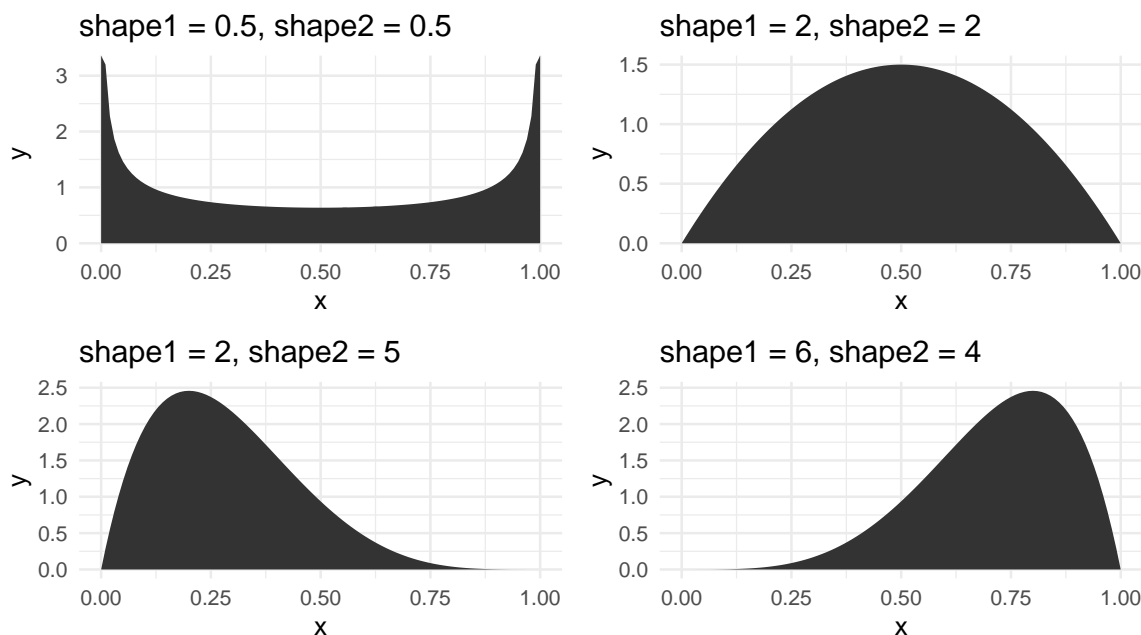 shape1 = 0.5, shape2 = 0.5
3
2
1
0
y
0.00 0.25 0.50 0.75 1.00
x
shape1 = 2, shape2 = 2
1.5
1.0
0.5
0.0
y
0.00 0.25 0.50 0.75 1.00
x
shape1 = 2, shape2 = 5
2.5
2.0
1.5
1.0
0.5
0.0
y
0.00 0.25 0.50 0.75 1.00
x
shape1 = 6, shape2 = 4
2.5
2.0
1.5
1.0
0.5
0.0
y
0.00 0.25 0.50 0.75 1.00
x